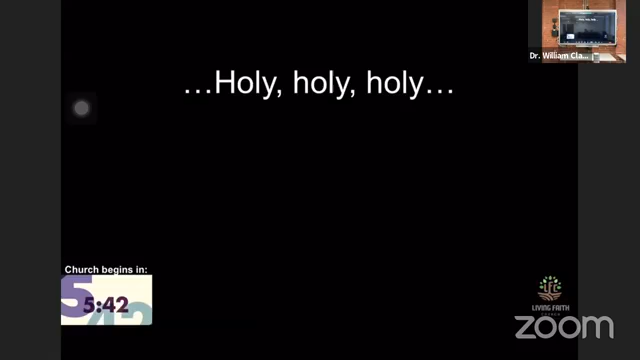 …Holy, holy, holy…
Dr. William Cla...
Church begins in:
5:42
LIVING FAITH
zoom